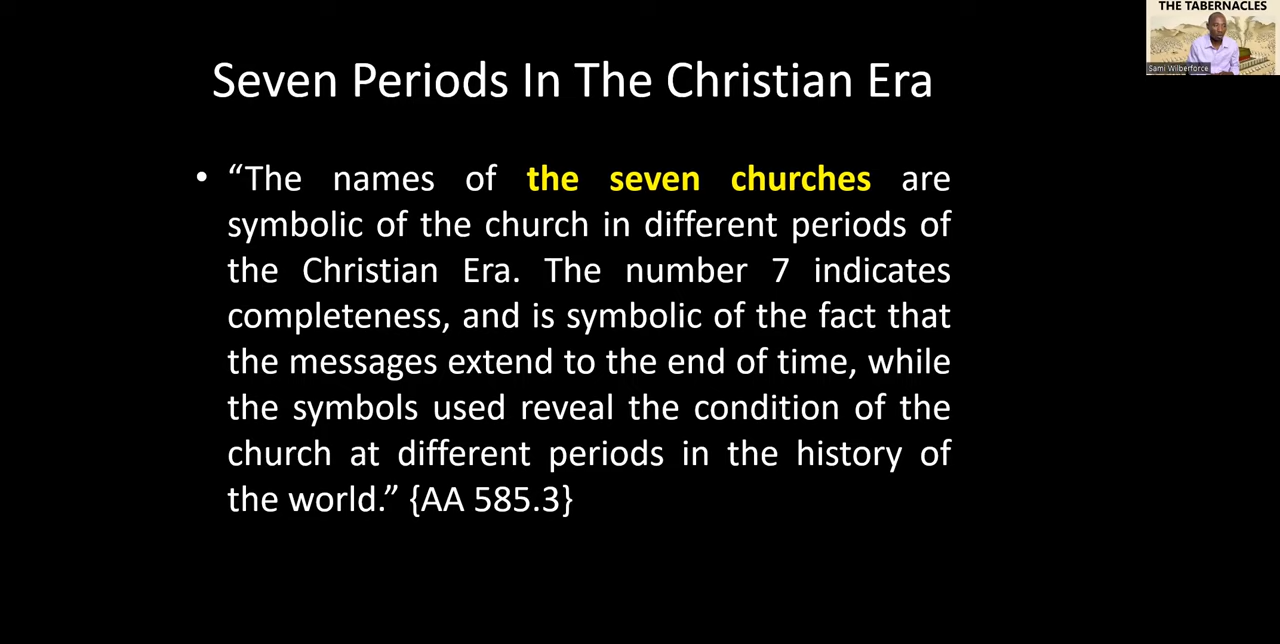 THE TABERNACLES
Sami Wilberforce
Seven Periods In The Christian Era
• “The names of the seven churches are
symbolic of the church in different periods of
the Christian Era. The number 7 indicates
completeness, and is symbolic of the fact that
the messages extend to the end of time, while
the symbols used reveal the condition of the
church at different periods in the history of
the world.” {AA 585.3}